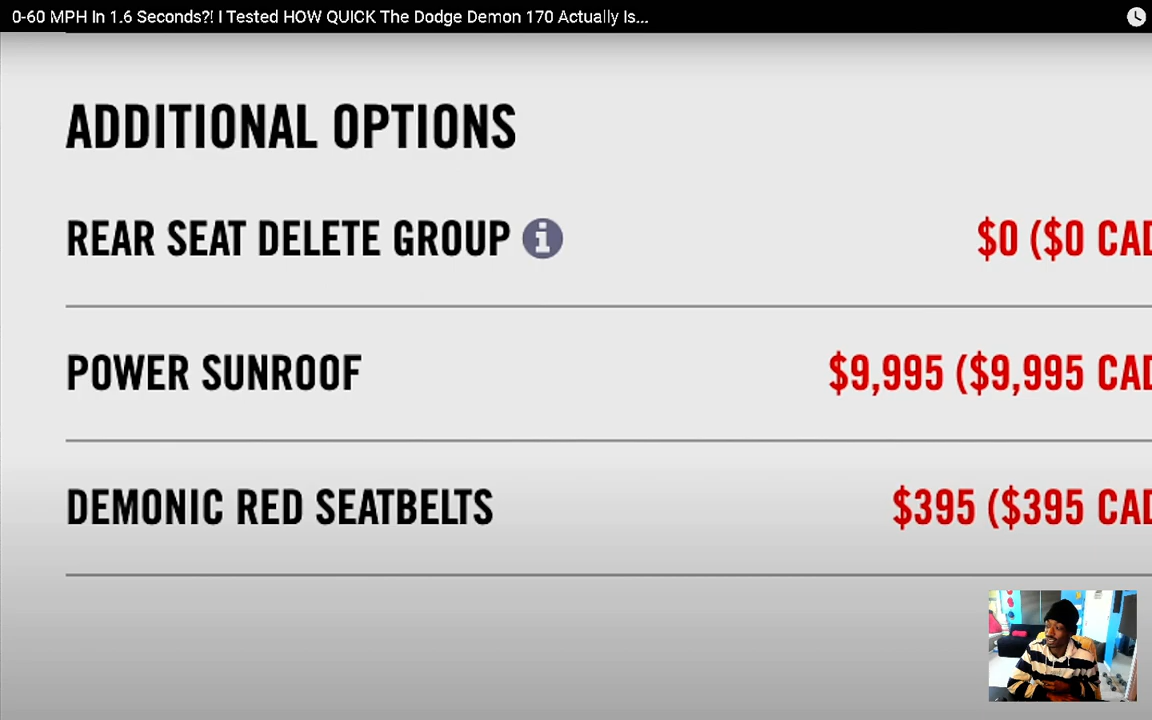 0-60 MPH In 1.6 Seconds?! I Tested HOW QUICK The Dodge Demon 170 Actually Is...
ADDITIONAL OPTIONS
REAR SEAT DELETE GROUP i $0 ($0 CAD
POWER SUNROOF $9,995 ($9,995 CAD
DEMONIC RED SEATBELTS $395 ($395 CAD